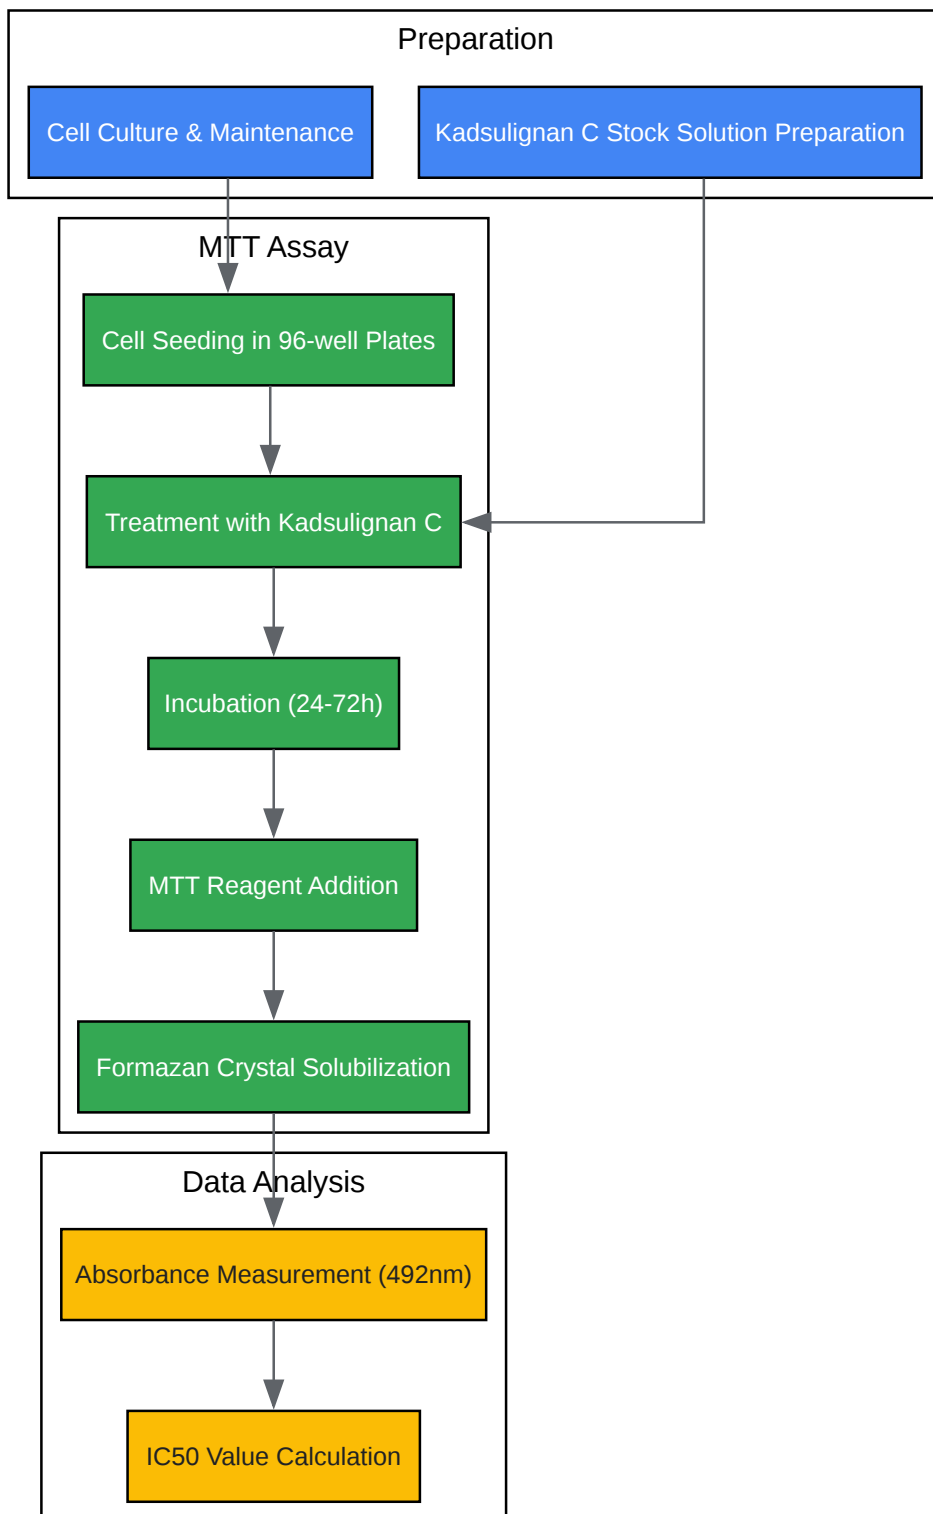 Preparation
Cell Culture & Maintenance
Kadsulignan C Stock Solution Preparation
MTT Assay
Cell Seeding in 96-well Plates
Treatment with Kadsulignan C
Incubation (24-72h)
MTT Reagent Addition
Formazan Crystal Solubilization
Data Analysis
Absorbance Measurement (492nm)
IC50 Value Calculation